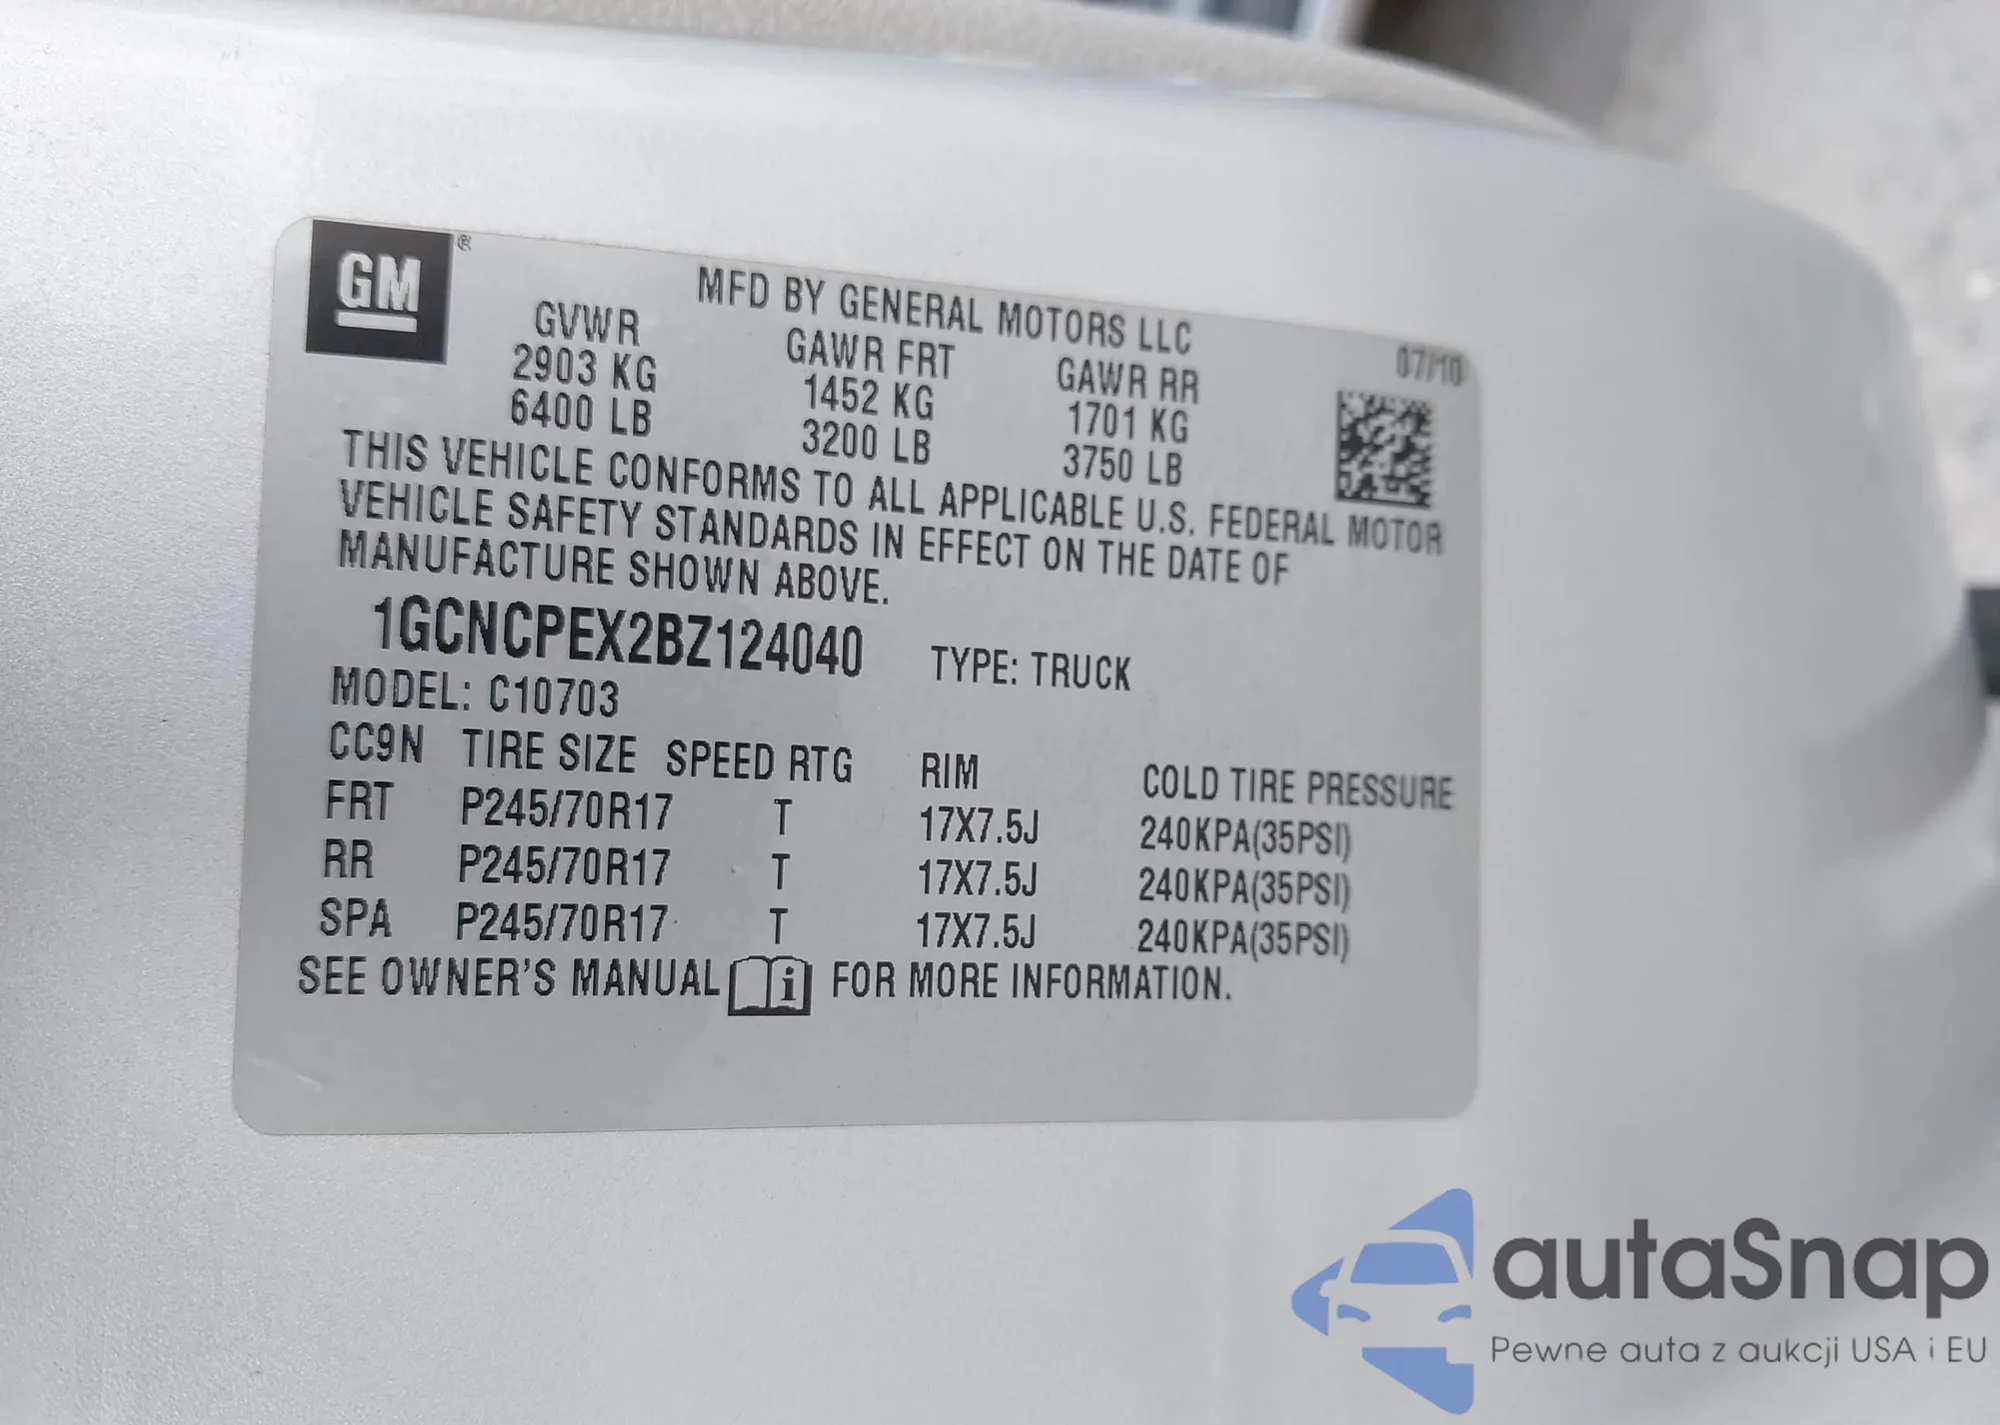 GM ®
MFD BY GENERAL MOTORS LLC
07/10
GVWR GAWR FRT GAWR RR
2903 KG 1452 KG 1701 KG
6400 LB 3200 LB 3750 LB
THIS VEHICLE CONFORMS TO ALL APPLICABLE U.S. FEDERAL MOTOR
VEHICLE SAFETY STANDARDS IN EFFECT ON THE DATE OF
MANUFACTURE SHOWN ABOVE.
1GCNCPEX2BZ124040 TYPE: TRUCK
MODEL: C10703
CC9N TIRE SIZE SPEED RTG RIM COLD TIRE PRESSURE
FRT P245/70R17 T 17X7.5J 240KPA(35PSI)
RR P245/70R17 T 17X7.5J 240KPA(35PSI)
SPA P245/70R17 T 17X7.5J 240KPA(35PSI)
SEE OWNER'S MANUAL i FOR MORE INFORMATION.
autaSnap
Pewne auta z aukcji USA i EU